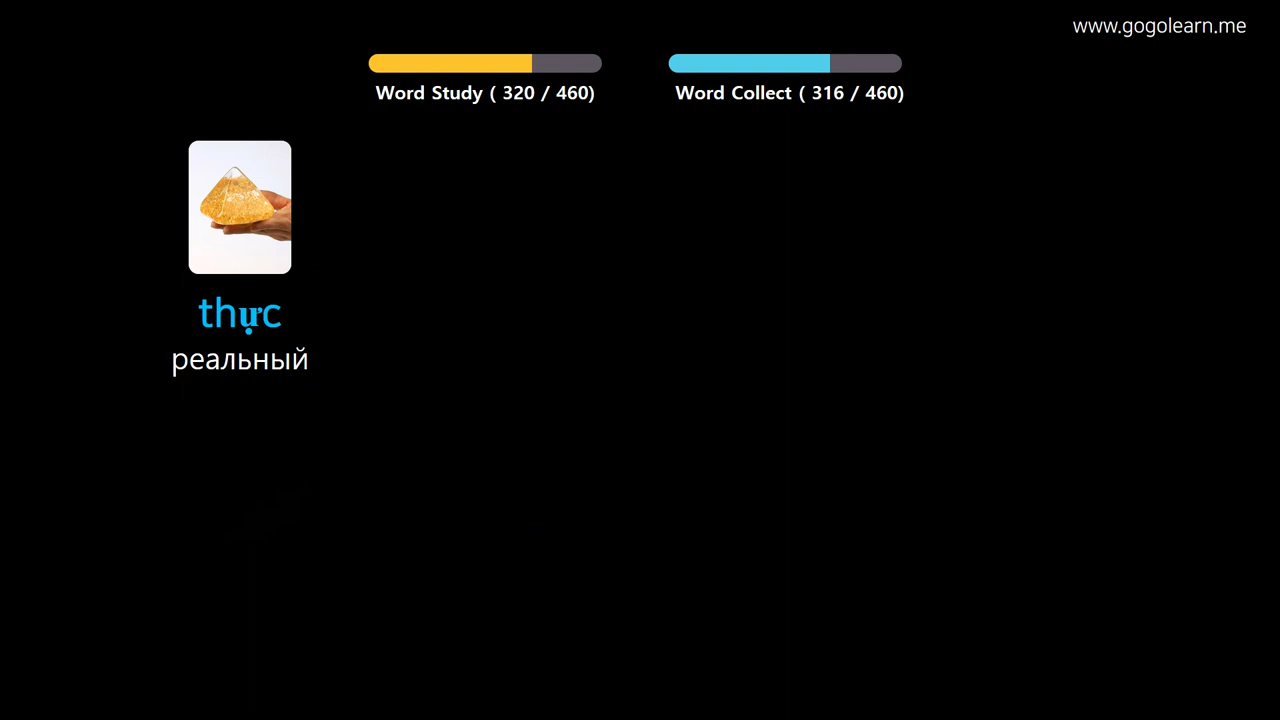 www.gogolearn.me
Word Study ( 320 / 460)
Word Collect ( 316 / 460)
thực
реальный